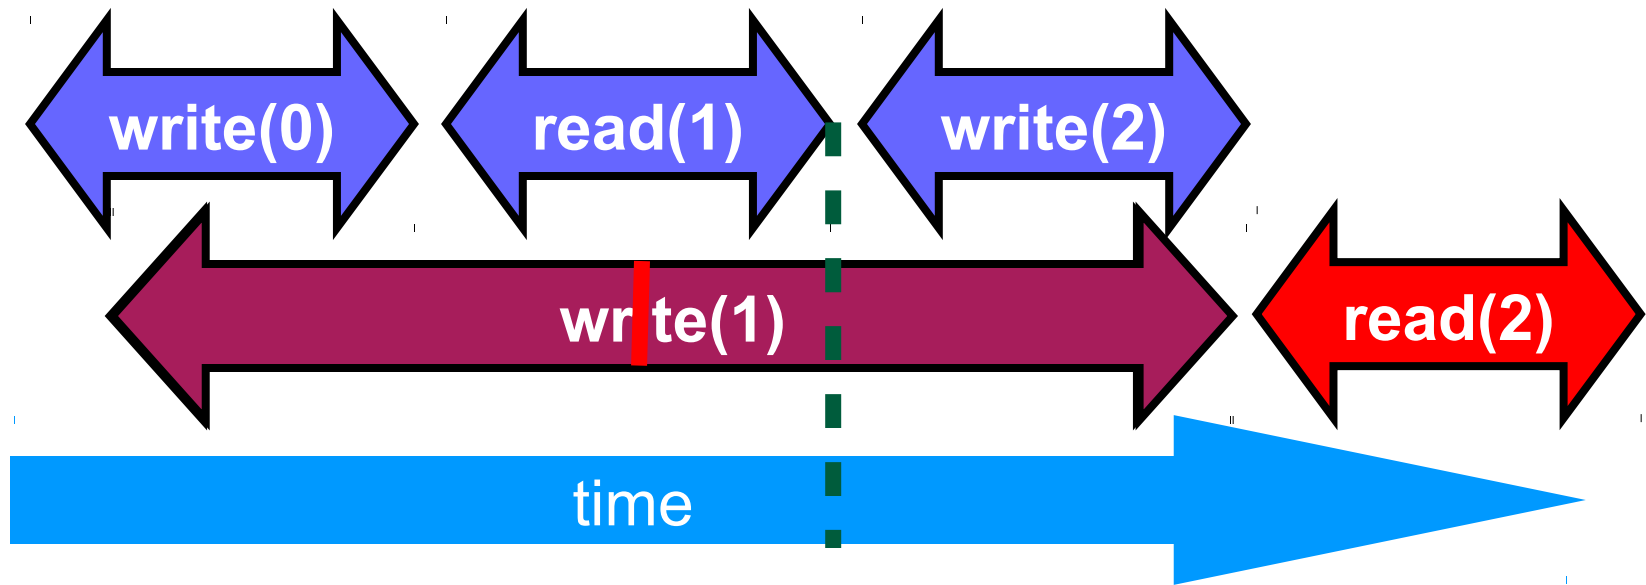 write(0) read(1) write(2)
write(1) read(2)
time